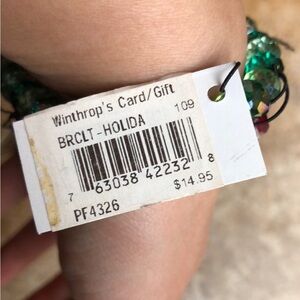 Winthrop's Card/Gift
109
BRCLT-HOLIDA
7 63038 42232 8
$14.95
PF4326